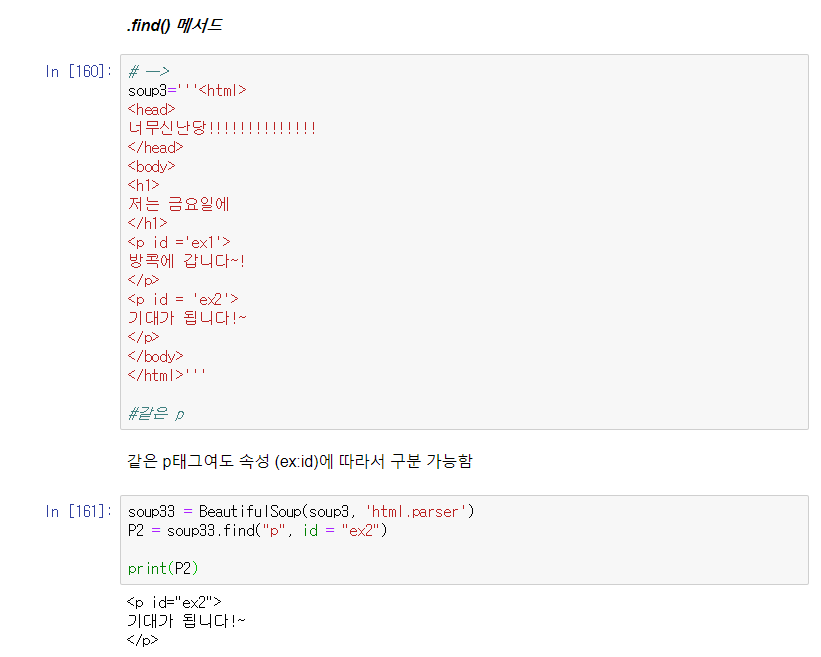 .find() 메서드
In [160]:
# —>
soup3='''<html>
<head>
너무신난당!!!!!!!!!!!!!!
</head>
<body>
<h1>
저는 금요일에
</h1>
<p id ='ex1'>
방콕에 갑니다~!
</p>
<p id = 'ex2'>
기대가 됩니다!~
</p>
</body>
</html>'''
#같은 p
같은 p태그여도 속성 (ex:id)에 따라서 구분 가능함
In [161]:
soup33 = BeautifulSoup(soup3, 'html.parser')
P2 = soup33.find("p", id = "ex2")
print(P2)
<p id="ex2">
기대가 됩니다!~
</p>